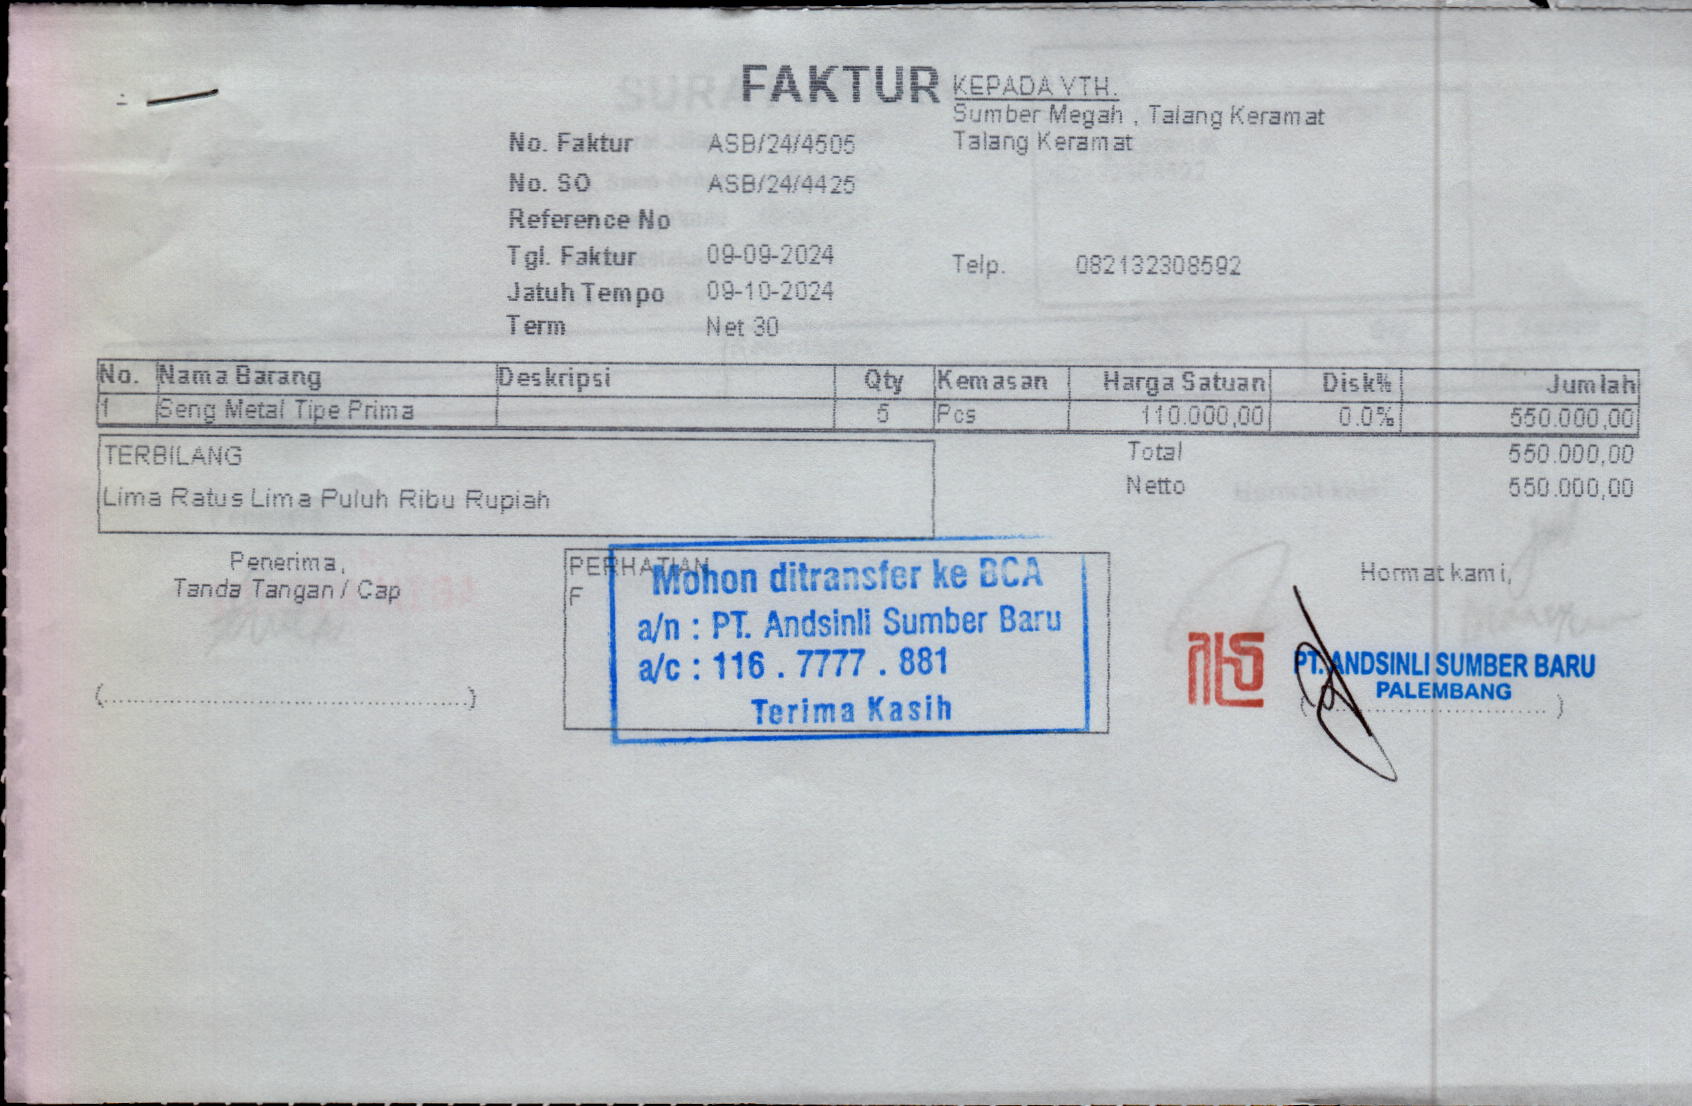 FAKTUR
KEPADA YTH.
Sumber Megah , Talang Keramat
Talang Keramat
No. Faktur ASB/24/4505
No. SO ASB/24/4425
Reference No
Tgl. Faktur 09-09-2024
Jatuh Tempo 09-10-2024
Term Net 30
Telp. 082132308592
No. Nama Barang Deskripsi Qty Kemasan Harga Satuan Disk% Jumlah
1 Seng Metal Tipe Prima 5 Pcs 110.000,00 0.0% 550.000,00
TERBILANG
Lima Ratus Lima Puluh Ribu Rupiah
Total 550.000,00
Netto 550.000,00
Penerima,
Tanda Tangan / Cap
PERHATIAN
F
Mohon ditransfer ke BCA
a/n : PT. Andsinli Sumber Baru
a/c : 116 . 7777 . 881
Terima Kasih
Hormat kami,
PT. ANDSINLI SUMBER BARU
PALEMBANG